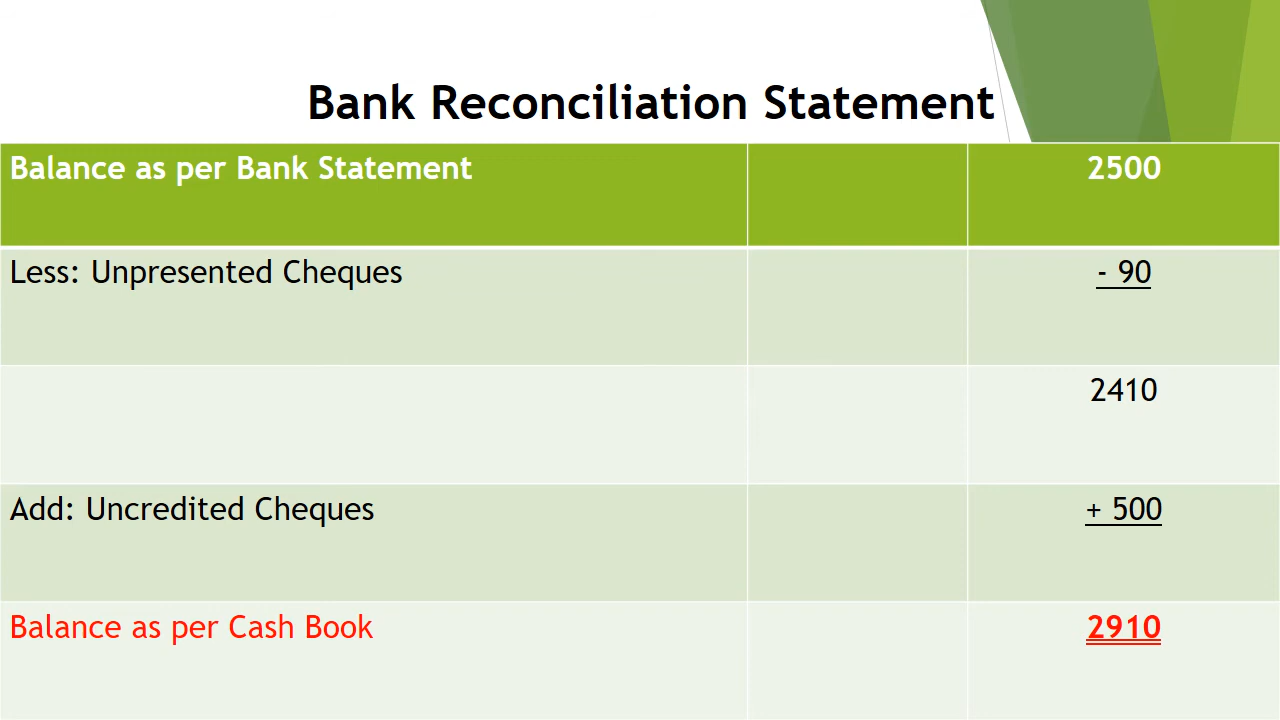 Bank Reconciliation Statement
Balance as per Bank Statement 2500
Less: Unpresented Cheques - 90
2410
Add: Uncredited Cheques + 500
Balance as per Cash Book 2910